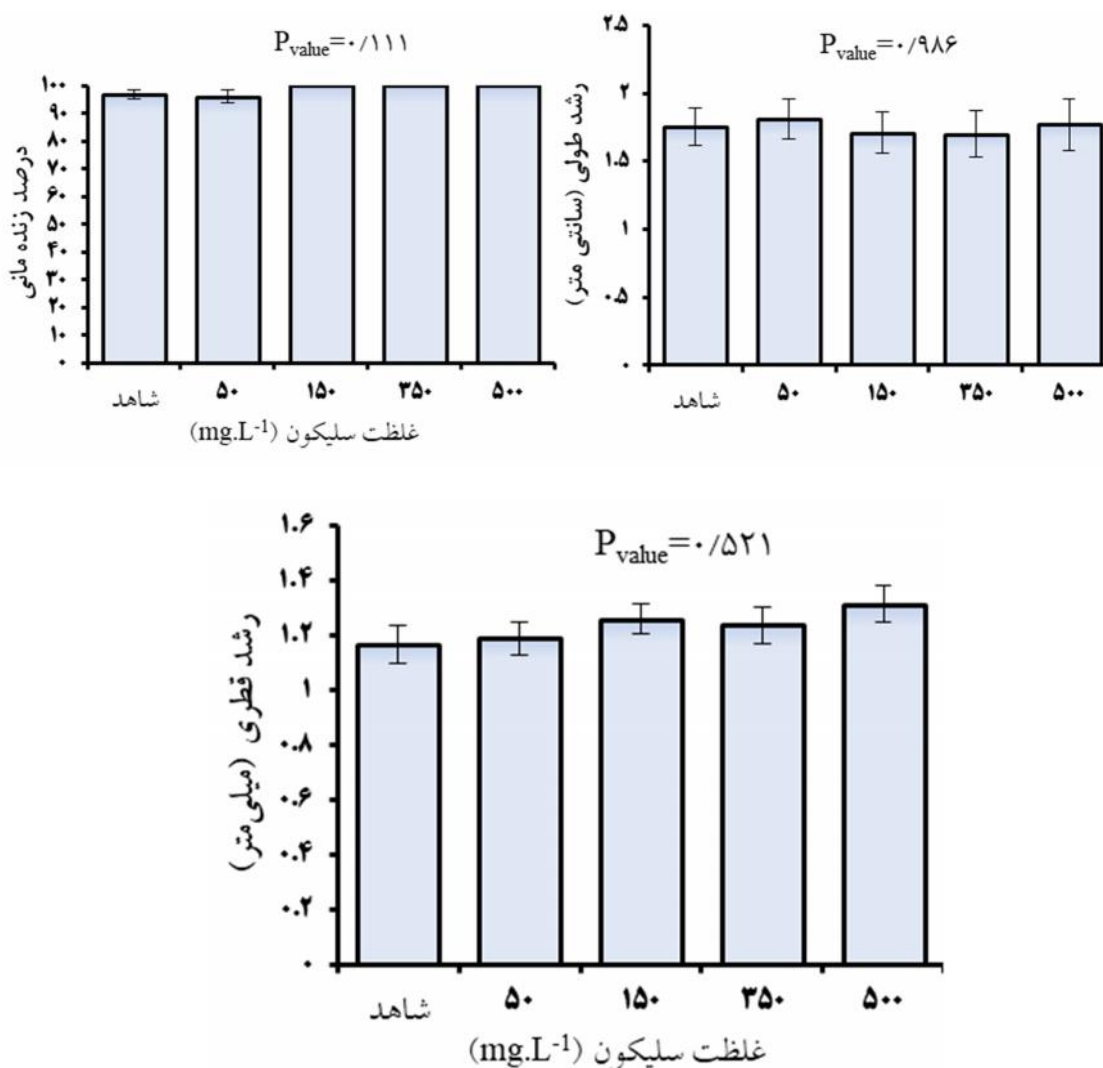 P_value=۰/۱۱۱
درصد زنده مانی
۱۰۰
۹۰
۸۰
۷۰
۶۰
۵۰
۴۰
۳۰
۲۰
۱۰
۰
شاهد ۵۰ ۱۵۰ ۳۵۰ ۵۰۰
غلظت سلیکون (mg.L⁻¹)
P_value=۰/۹۸۶
رشد طولی (سانتی متر)
۲.۵
۲
۱.۵
۱
۰.۵
۰
شاهد ۵۰ ۱۵۰ ۳۵۰ ۵۰۰
P_value=۰/۵۲۱
رشد قطری (میلی‌متر)
۱.۶
۱.۴
۱.۲
۱
۰.۸
۰.۶
۰.۴
۰.۲
۰
شاهد ۵۰ ۱۵۰ ۳۵۰ ۵۰۰
غلظت سلیکون (mg.L⁻¹)